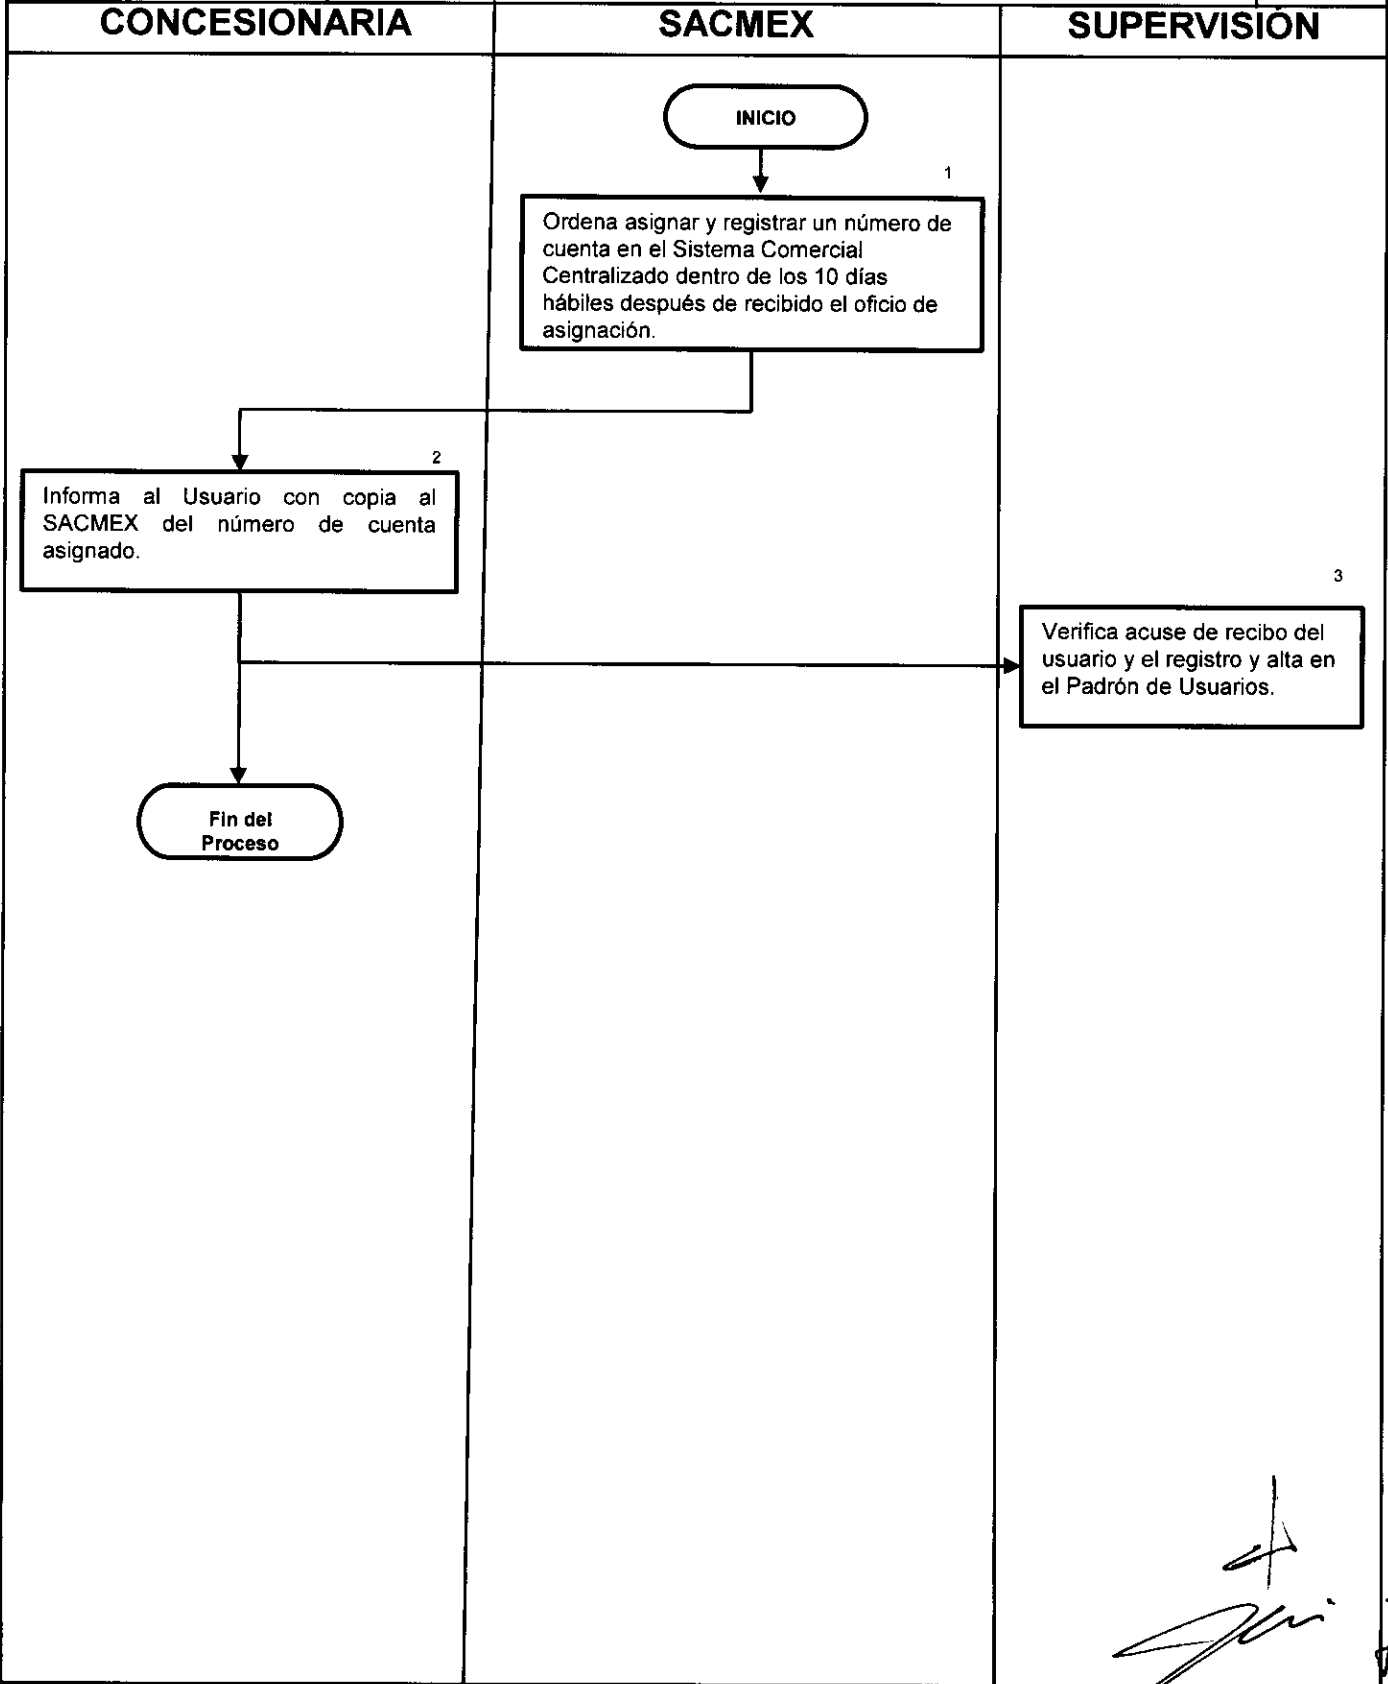 CONCESIONARIA
SACMEX
SUPERVISIÓN
INICIO
1
Ordena asignar y registrar un número de
cuenta en el Sistema Comercial
Centralizado dentro de los 10 días
hábiles después de recibido el oficio de
asignación.
2
Informa al Usuario con copia al
SACMEX del número de cuenta
asignado.
3
Verifica acuse de recibo del
usuario y el registro y alta en
el Padrón de Usuarios.
Fin del
Proceso